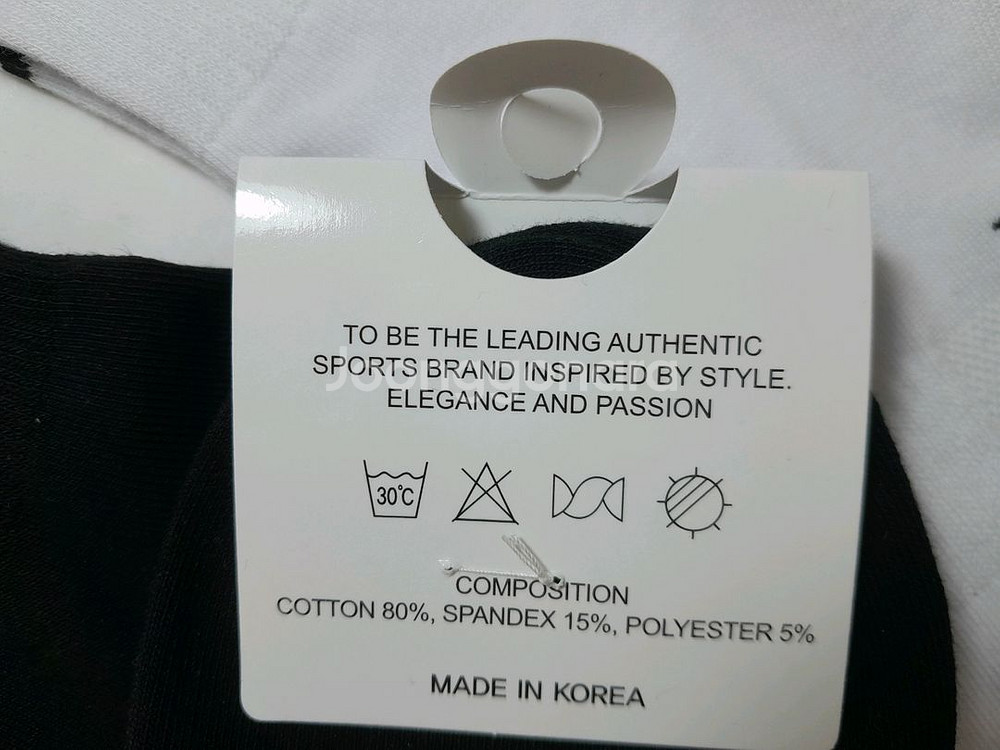 TO BE THE LEADING AUTHENTIC
SPORTS BRAND INSPIRED BY STYLE.
ELEGANCE AND PASSION
Joonggonara
30℃
COMPOSITION
COTTON 80%, SPANDEX 15%, POLYESTER 5%
MADE IN KOREA